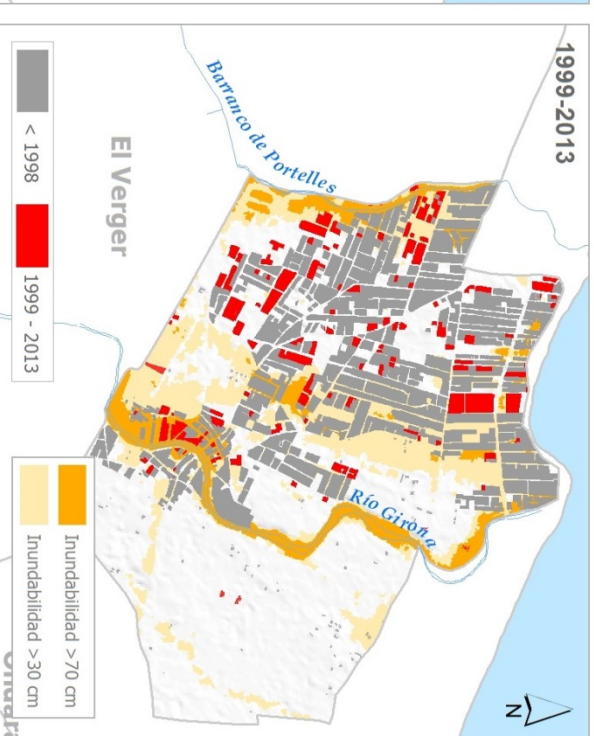 1999-2013
Barranco de Portelles
El Verger
Río Girona
N
< 1998
1999 - 2013
Inundabilidad >70 cm
Inundabilidad >30 cm